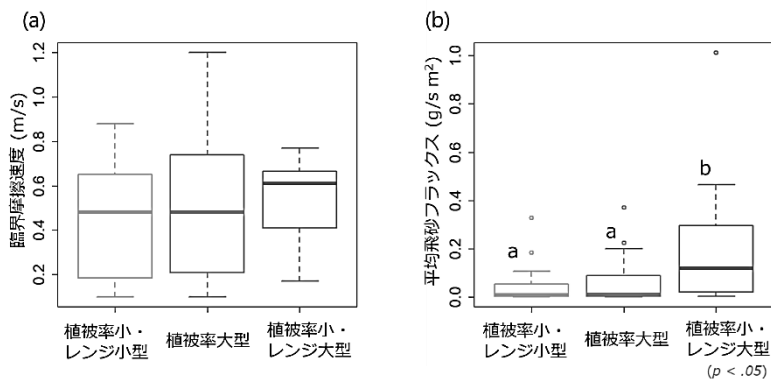 (a)
臨界摩擦速度 (m/s)
1.2
1.0
0.8
0.6
0.4
0.2
植被率小・
レンジ小型
植被率大型
植被率小・
レンジ大型
(b)
平均飛砂フラックス (g/s m²)
1.0
0.8
0.6
0.4
0.2
0.0
a
a
b
植被率小・
レンジ小型
植被率大型
植被率小・
レンジ大型
(p < .05)